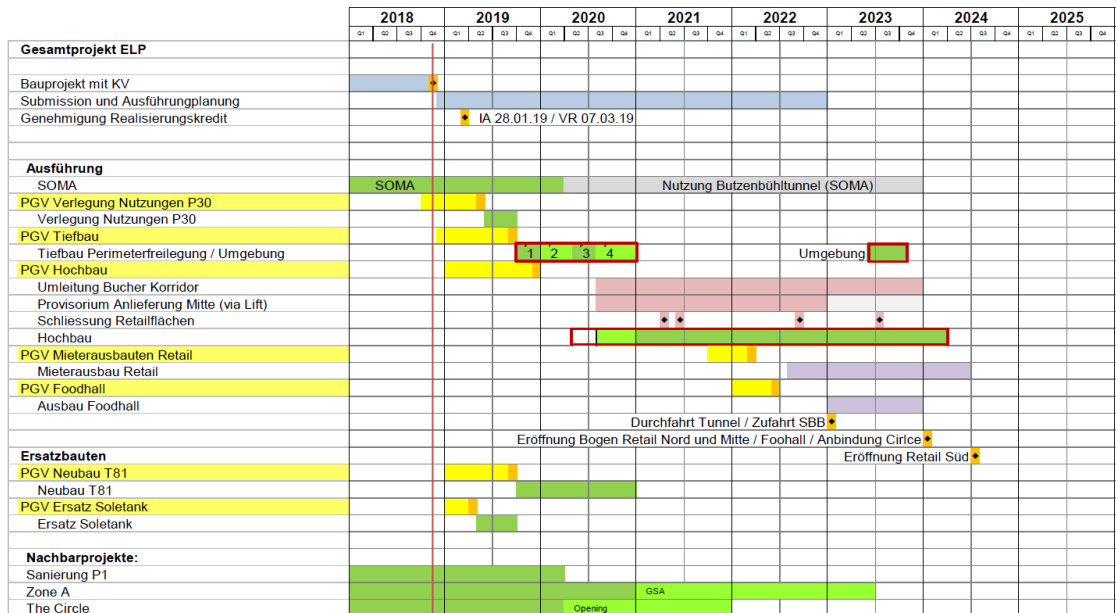 2018 2019 2020 2021 2022 2023 2024 2025
Q1 Q2 Q3 Q4 Q1 Q2 Q3 Q4 Q1 Q2 Q3 Q4 Q1 Q2 Q3 Q4 Q1 Q2 Q3 Q4 Q1 Q2 Q3 Q4 Q1 Q2 Q3 Q4 Q1 Q2 Q3 Q4
Gesamtprojekt ELP
Bauprojekt mit KV
Submission und Ausführungplanung
Genehmigung Realisierungskredit IA 28.01.19 / VR 07.03.19
Ausführung
SOMA SOMA Nutzung Butzenbühltunnel (SOMA)
PGV Verlegung Nutzungen P30
Verlegung Nutzungen P30
PGV Tiefbau
Tiefbau Perimeterfreilegung / Umgebung 1 2 3 4 Umgebung
PGV Hochbau
Umleitung Bucher Korridor
Provisorium Anlieferung Mitte (via Lift)
Schliessung Retailflächen
Hochbau
PGV Mieterausbauten Retail
Mieterausbau Retail
PGV Foodhall
Ausbau Foodhall
Durchfahrt Tunnel / Zufahrt SBB
Eröffnung Bogen Retail Nord und Mitte / Foohall / Anbindung Cirlce
Ersatzbauten Eröffnung Retail Süd
PGV Neubau T81
Neubau T81
PGV Ersatz Soletank
Ersatz Soletank
Nachbarprojekte:
Sanierung P1
Zone A GSA
The Circle Opening